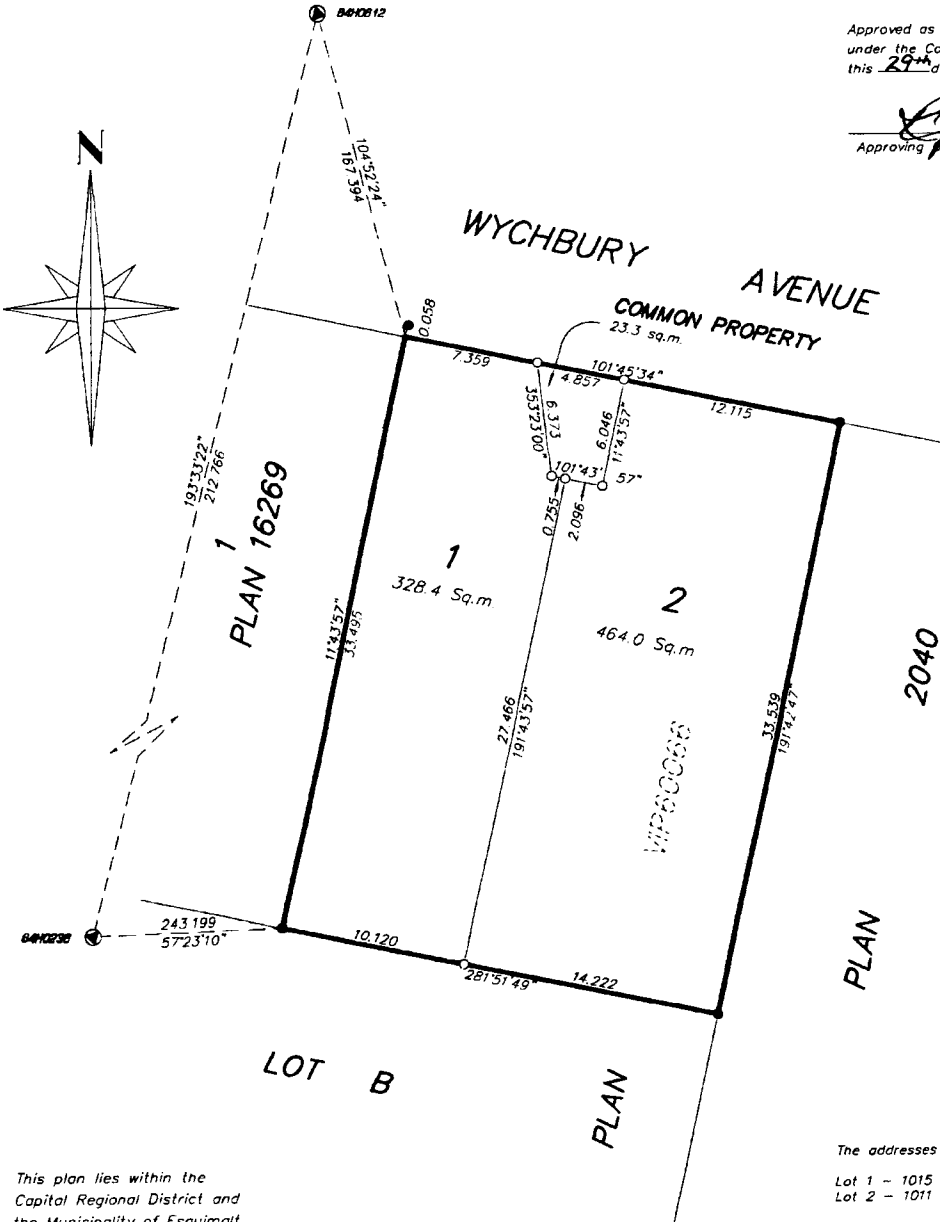 84H0612
Approved as
under the Co
this 29th d
Approving
N
104°52'24"
167.394
WYCHBURY AVENUE
COMMON PROPERTY
23.3 sq.m.
0.058
7.359
101°45'34"
4.857
12.115
6.373
353°23'00"
6.046
11°43'57"
101°43'57"
0.755
2.096
193°33'22"
212.766
1
PLAN 16269
1
328.4 Sq.m.
2
464.0 Sq.m
11°43'57"
33.495
27.466
191°43'57"
33.539
191°42'47"
VIP60066
2040
PLAN
84H0238
243.199
57°23'10"
10.120
281°51'49"
14.222
LOT B
PLAN
The addresses
Lot 1 - 1015
Lot 2 - 1011
This plan lies within the
Capital Regional District and
the Municipality of Esquimalt